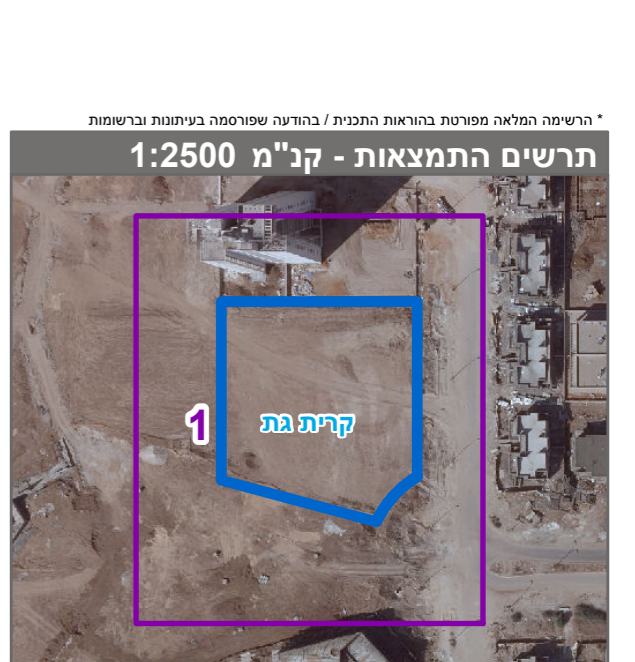 * הרשימה המלאה מפורטת בהוראות התכנית / בהודעה שפורסמה בעיתונות וברשומות
תרשים התמצאות - קנ"מ 1:2500
קרית גת
1